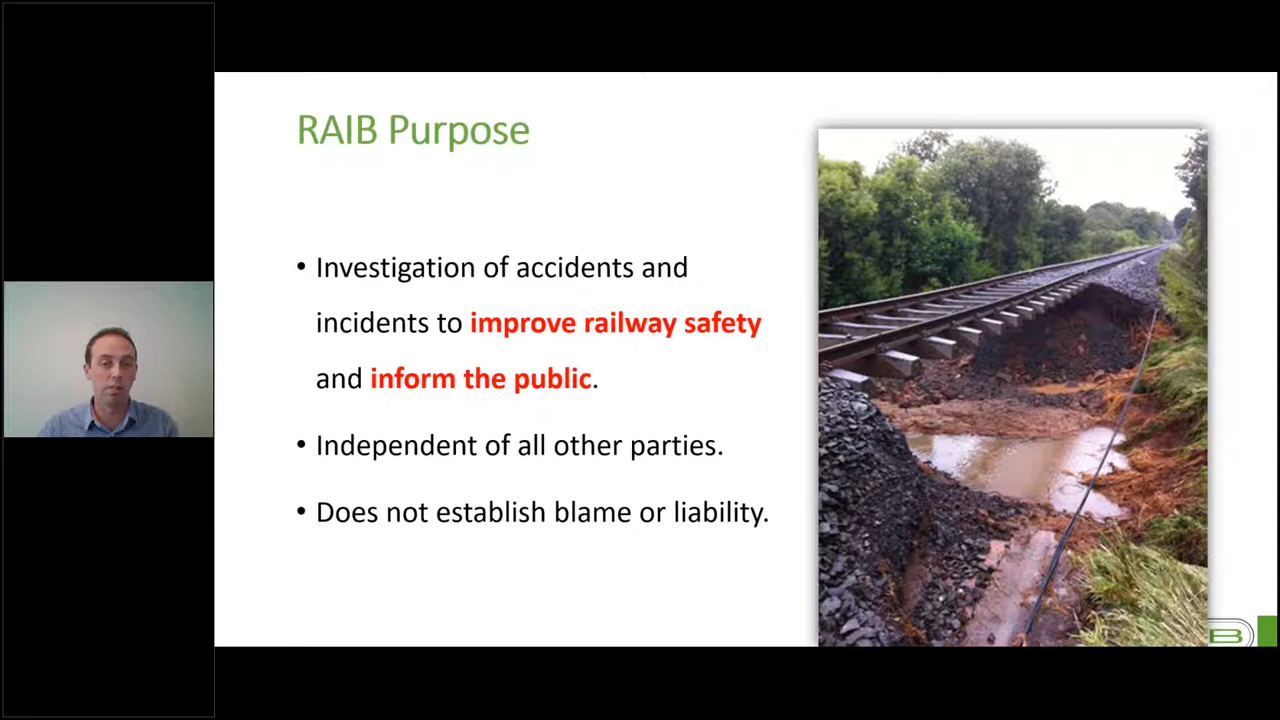 RAIB Purpose
• Investigation of accidents and
incidents to improve railway safety
and inform the public.
• Independent of all other parties.
• Does not establish blame or liability.
B